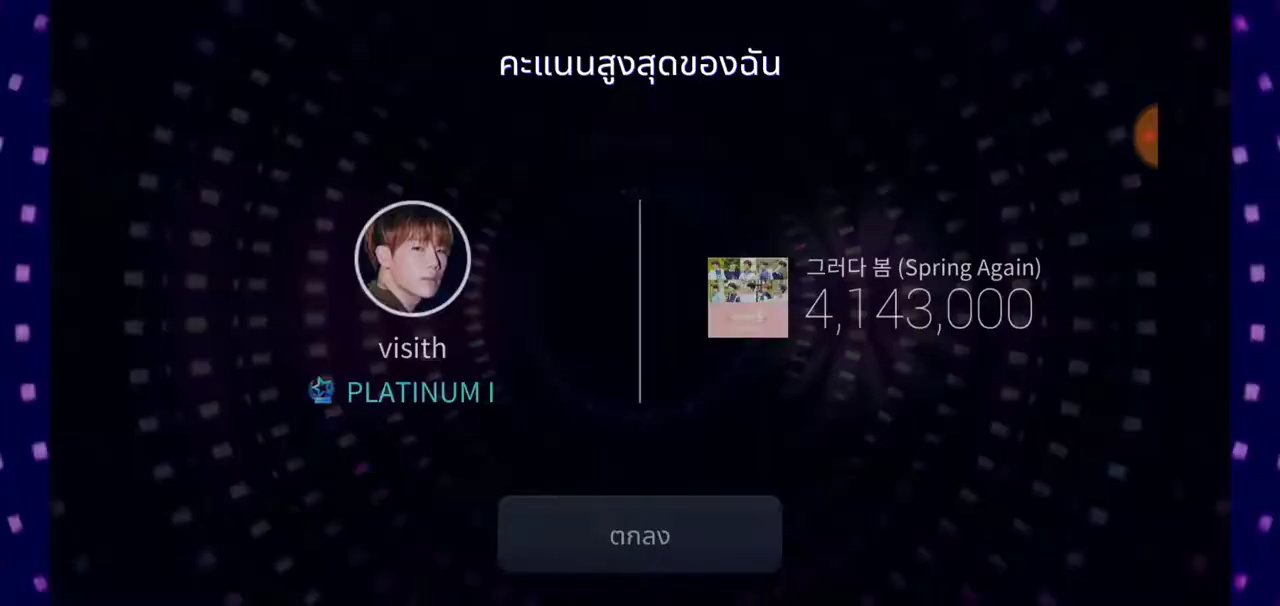 คะแนนสูงสุดของฉัน
visith
PLATINUM I
그러다 봄 (Spring Again)
4,143,000
ตกลง